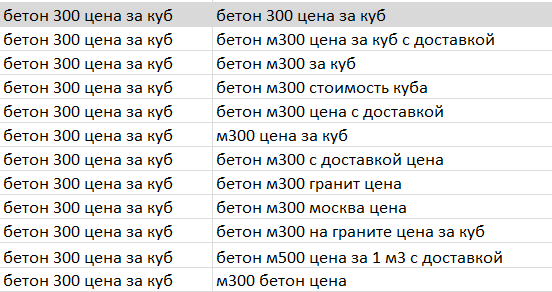 бетон 300 цена за куб бетон 300 цена за куб
бетон 300 цена за куб бетон м300 цена за куб с доставкой
бетон 300 цена за куб бетон м300 за куб
бетон 300 цена за куб бетон м300 стоимость куба
бетон 300 цена за куб бетон м300 цена с доставкой
бетон 300 цена за куб м300 цена за куб
бетон 300 цена за куб бетон м300 с доставкой цена
бетон 300 цена за куб бетон м300 гранит цена
бетон 300 цена за куб бетон м300 москва цена
бетон 300 цена за куб бетон м300 на граните цена за куб
бетон 300 цена за куб бетон м500 цена за 1 м3 с доставкой
бетон 300 цена за куб м300 бетон цена